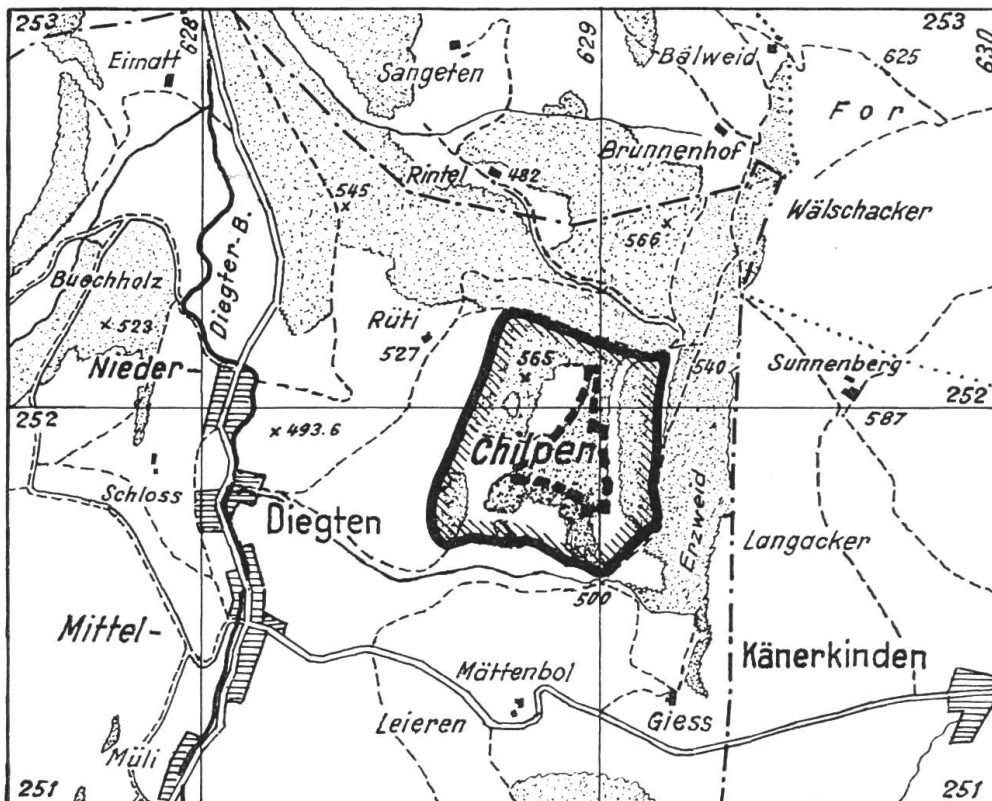 253
628
629
253
630
Eimatt
Sangeten
Bälweid
625
For
Brunnenhof
Rintel
482
545
Wälschacker
566
Diegter-B.
Buechholz
523
Rüti
527
565
540
Sunnenberg
Nieder-
252
252
587
493.6
Chilpen
Schloss
Diegten
Erzweid
Langacker
500
Mittel-
Känerkinden
Mättenbol
Leieren
Giess
Müli
251
251